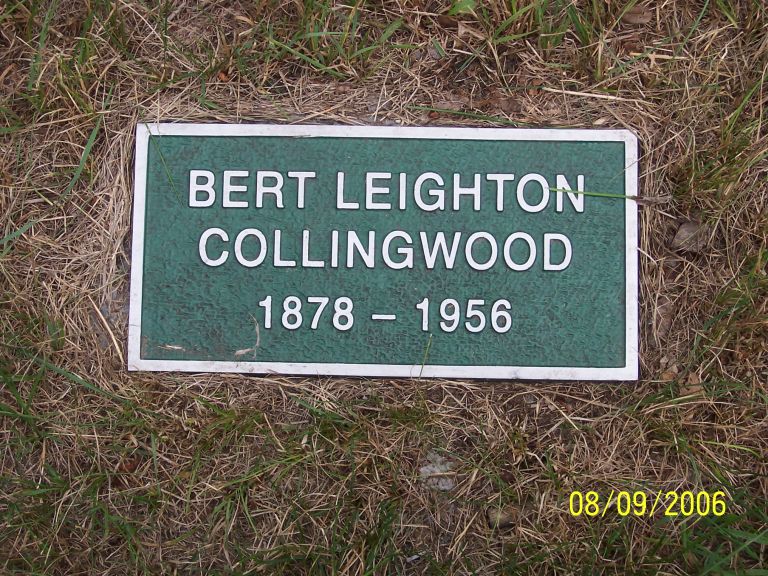 BERT LEIGHTON
COLLINGWOOD
1878 – 1956
08/09/2006